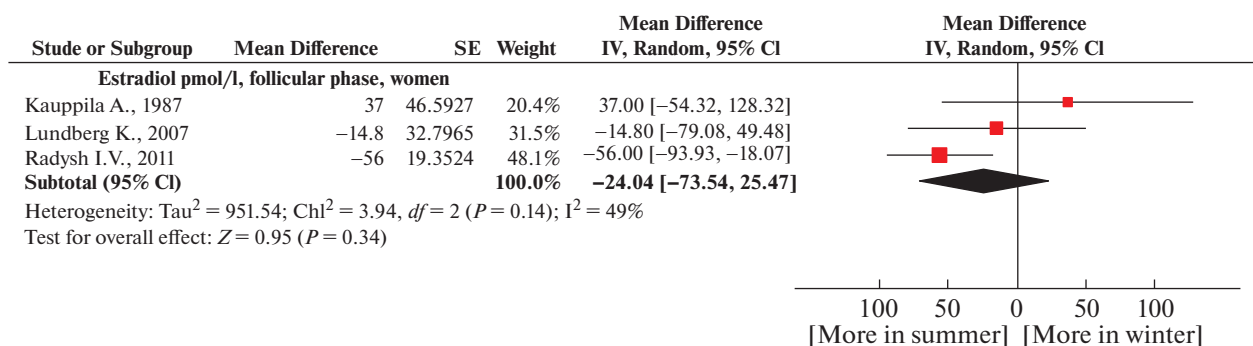 Mean Difference Mean Difference
Stude or Subgroup Mean Difference SE Weight IV, Random, 95% Cl IV, Random, 95% Cl
Estradiol pmol/l, follicular phase, women
Kauppila A., 1987 37 46.5927 20.4% 37.00 [−54.32, 128.32]
Lundberg K., 2007 −14.8 32.7965 31.5% −14.80 [−79.08, 49.48]
Radysh I.V., 2011 −56 19.3524 48.1% −56.00 [−93.93, −18.07]
Subtotal (95% Cl) 100.0% −24.04 [−73.54, 25.47]
Heterogeneity: Tau² = 951.54; Chl² = 3.94, df = 2 (P = 0.14); I² = 49%
Test for overall effect: Z = 0.95 (P = 0.34)
100 50 0 50 100
[More in summer] [More in winter]